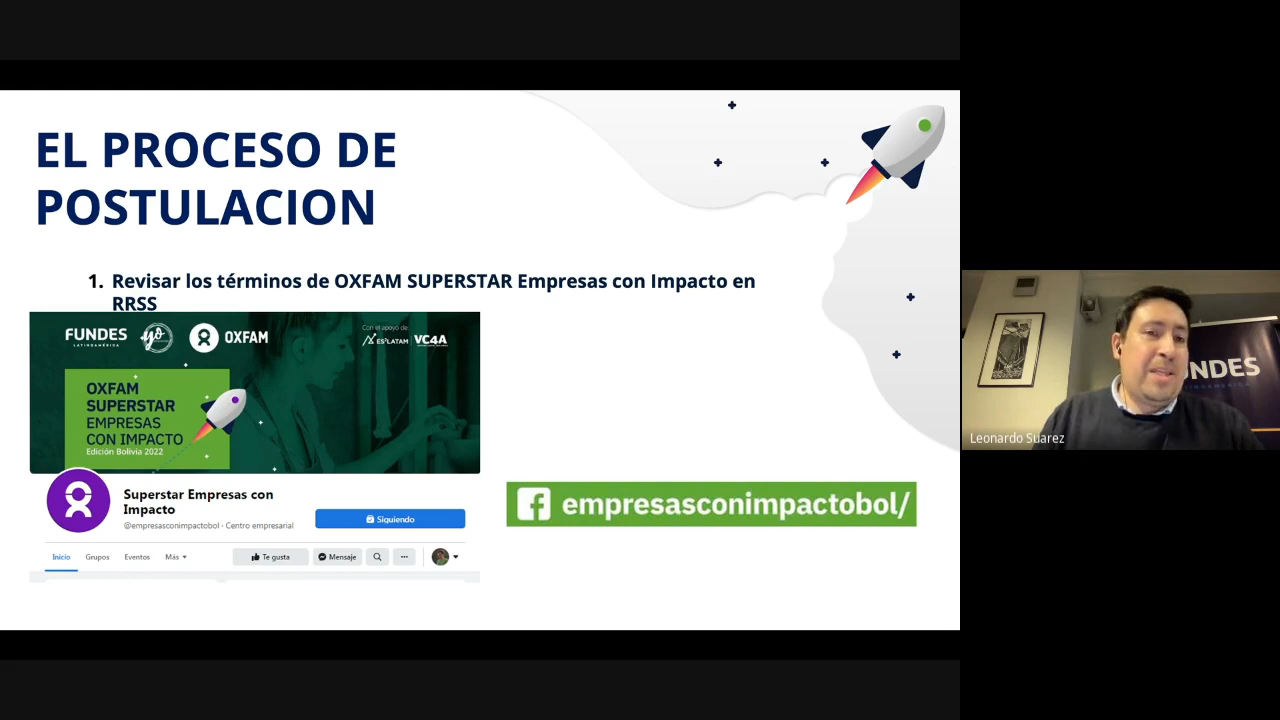 EL PROCESO DE
POSTULACION
1. Revisar los términos de OXFAM SUPERSTAR Empresas con Impacto en
RRSS
FUNDES
LATINOAMÉRICA
yo
OXFAM
Con el apoyo de:
VC4A
OXFAM
SUPERSTAR
EMPRESAS
CON IMPACTO
Edición Bolivia 2022
Superstar Empresas con
Impacto
@empresasconimpactobol · Centro empresarial
Siguiendo
Inicio
Grupos
Eventos
Más
Te gusta
Mensaje
empresasconimpactobol/
NDES
Leonardo Suarez